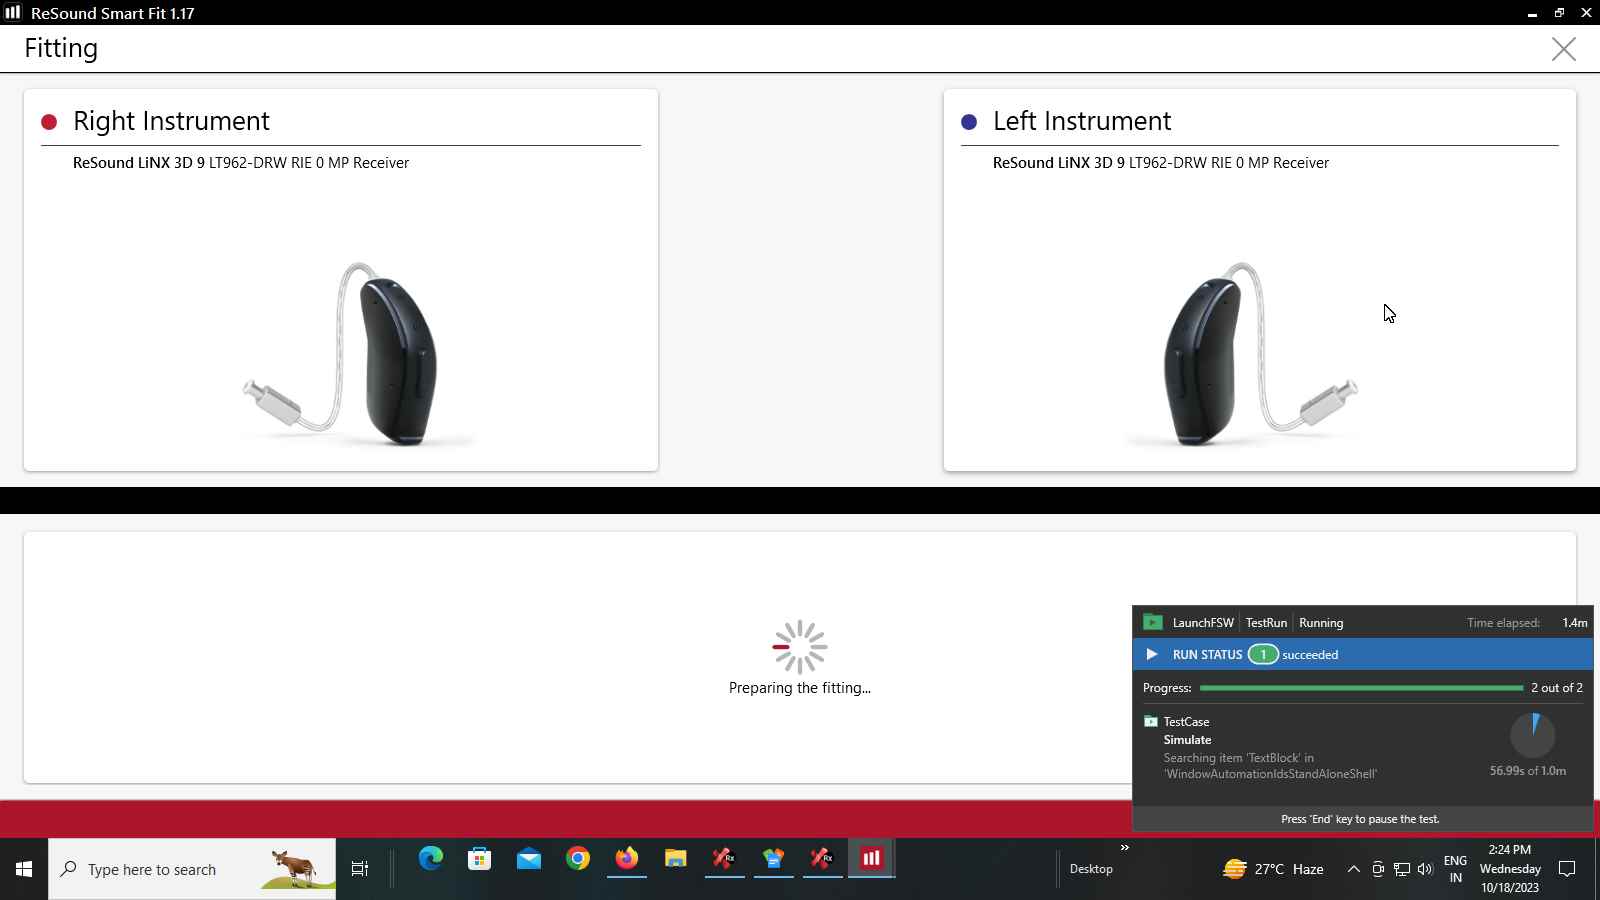 ReSound Smart Fit 1.17
Fitting
Right Instrument
ReSound LiNX 3D 9 LT962-DRW RIE 0 MP Receiver
Left Instrument
ReSound LiNX 3D 9 LT962-DRW RIE 0 MP Receiver
Preparing the fitting...
LaunchFSW TestRun Running Time elapsed: 1.4m
RUN STATUS 1 succeeded
Progress: 2 out of 2
TestCase
Simulate
Searching item 'TextBlock' in
'WindowAutomationIdsStandAloneShell'
56.99s of 1.0m
Press 'End' key to pause the test.
Type here to search
Rx
Rx
Desktop
27°C Haze
ENG
IN
2:24 PM
Wednesday
10/18/2023